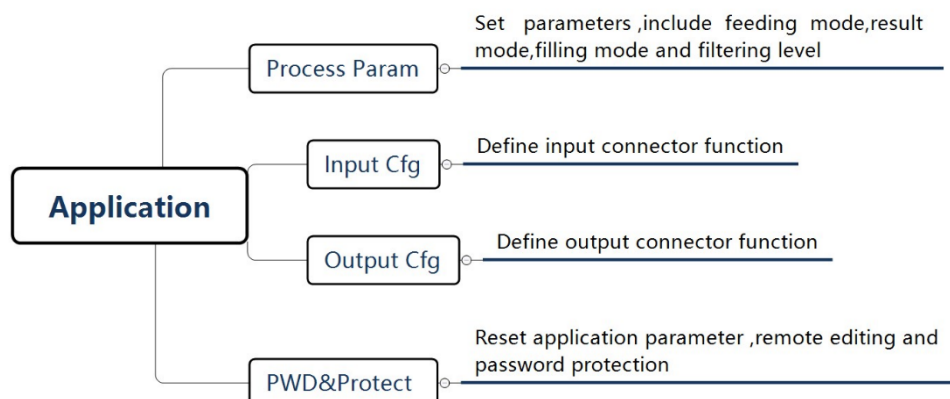 Application
Process Param
Set parameters ,include feeding mode,result
mode,filling mode and filtering level
Input Cfg
Define input connector function
Output Cfg
Define output connector function
PWD&Protect
Reset application parameter ,remote editing and
password protection